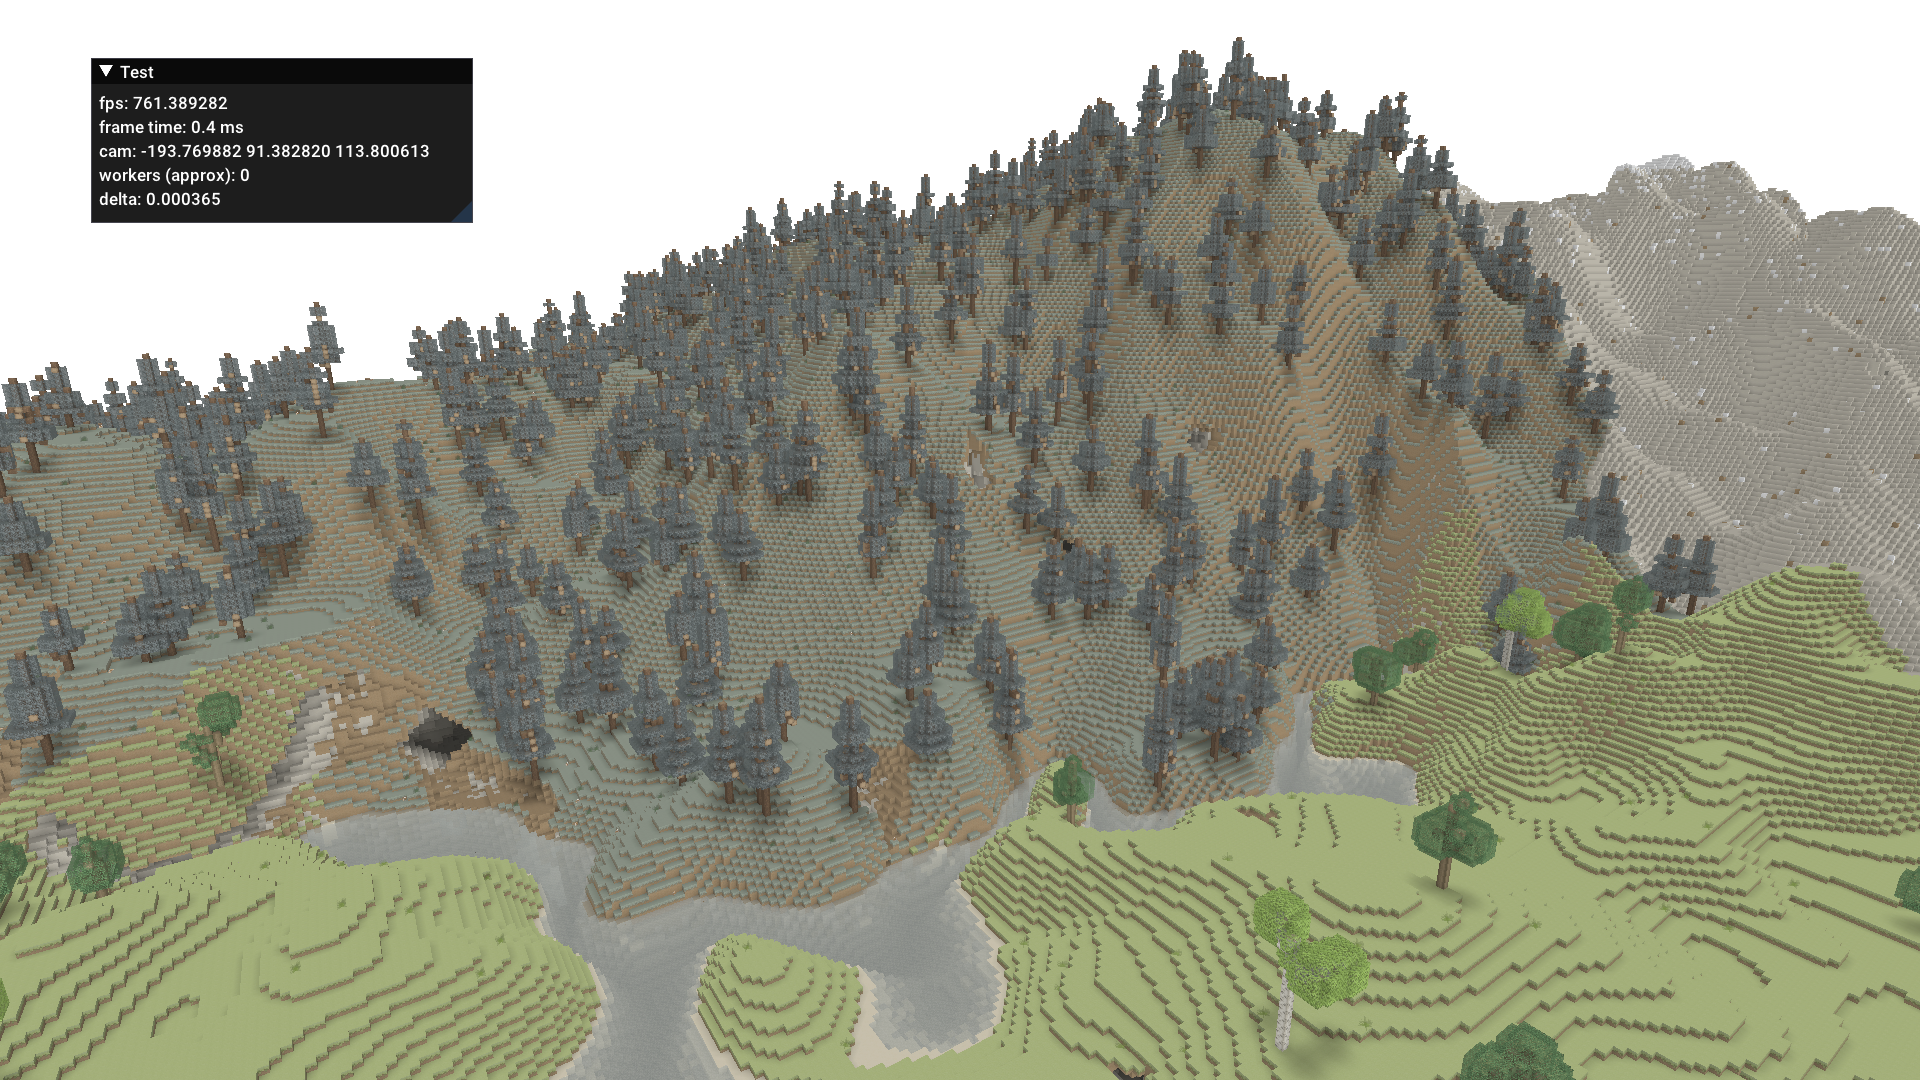 Test
fps: 761.389282
frame time: 0.4 ms
cam: -193.769882 91.382820 113.800613
workers (approx): 0
delta: 0.000365